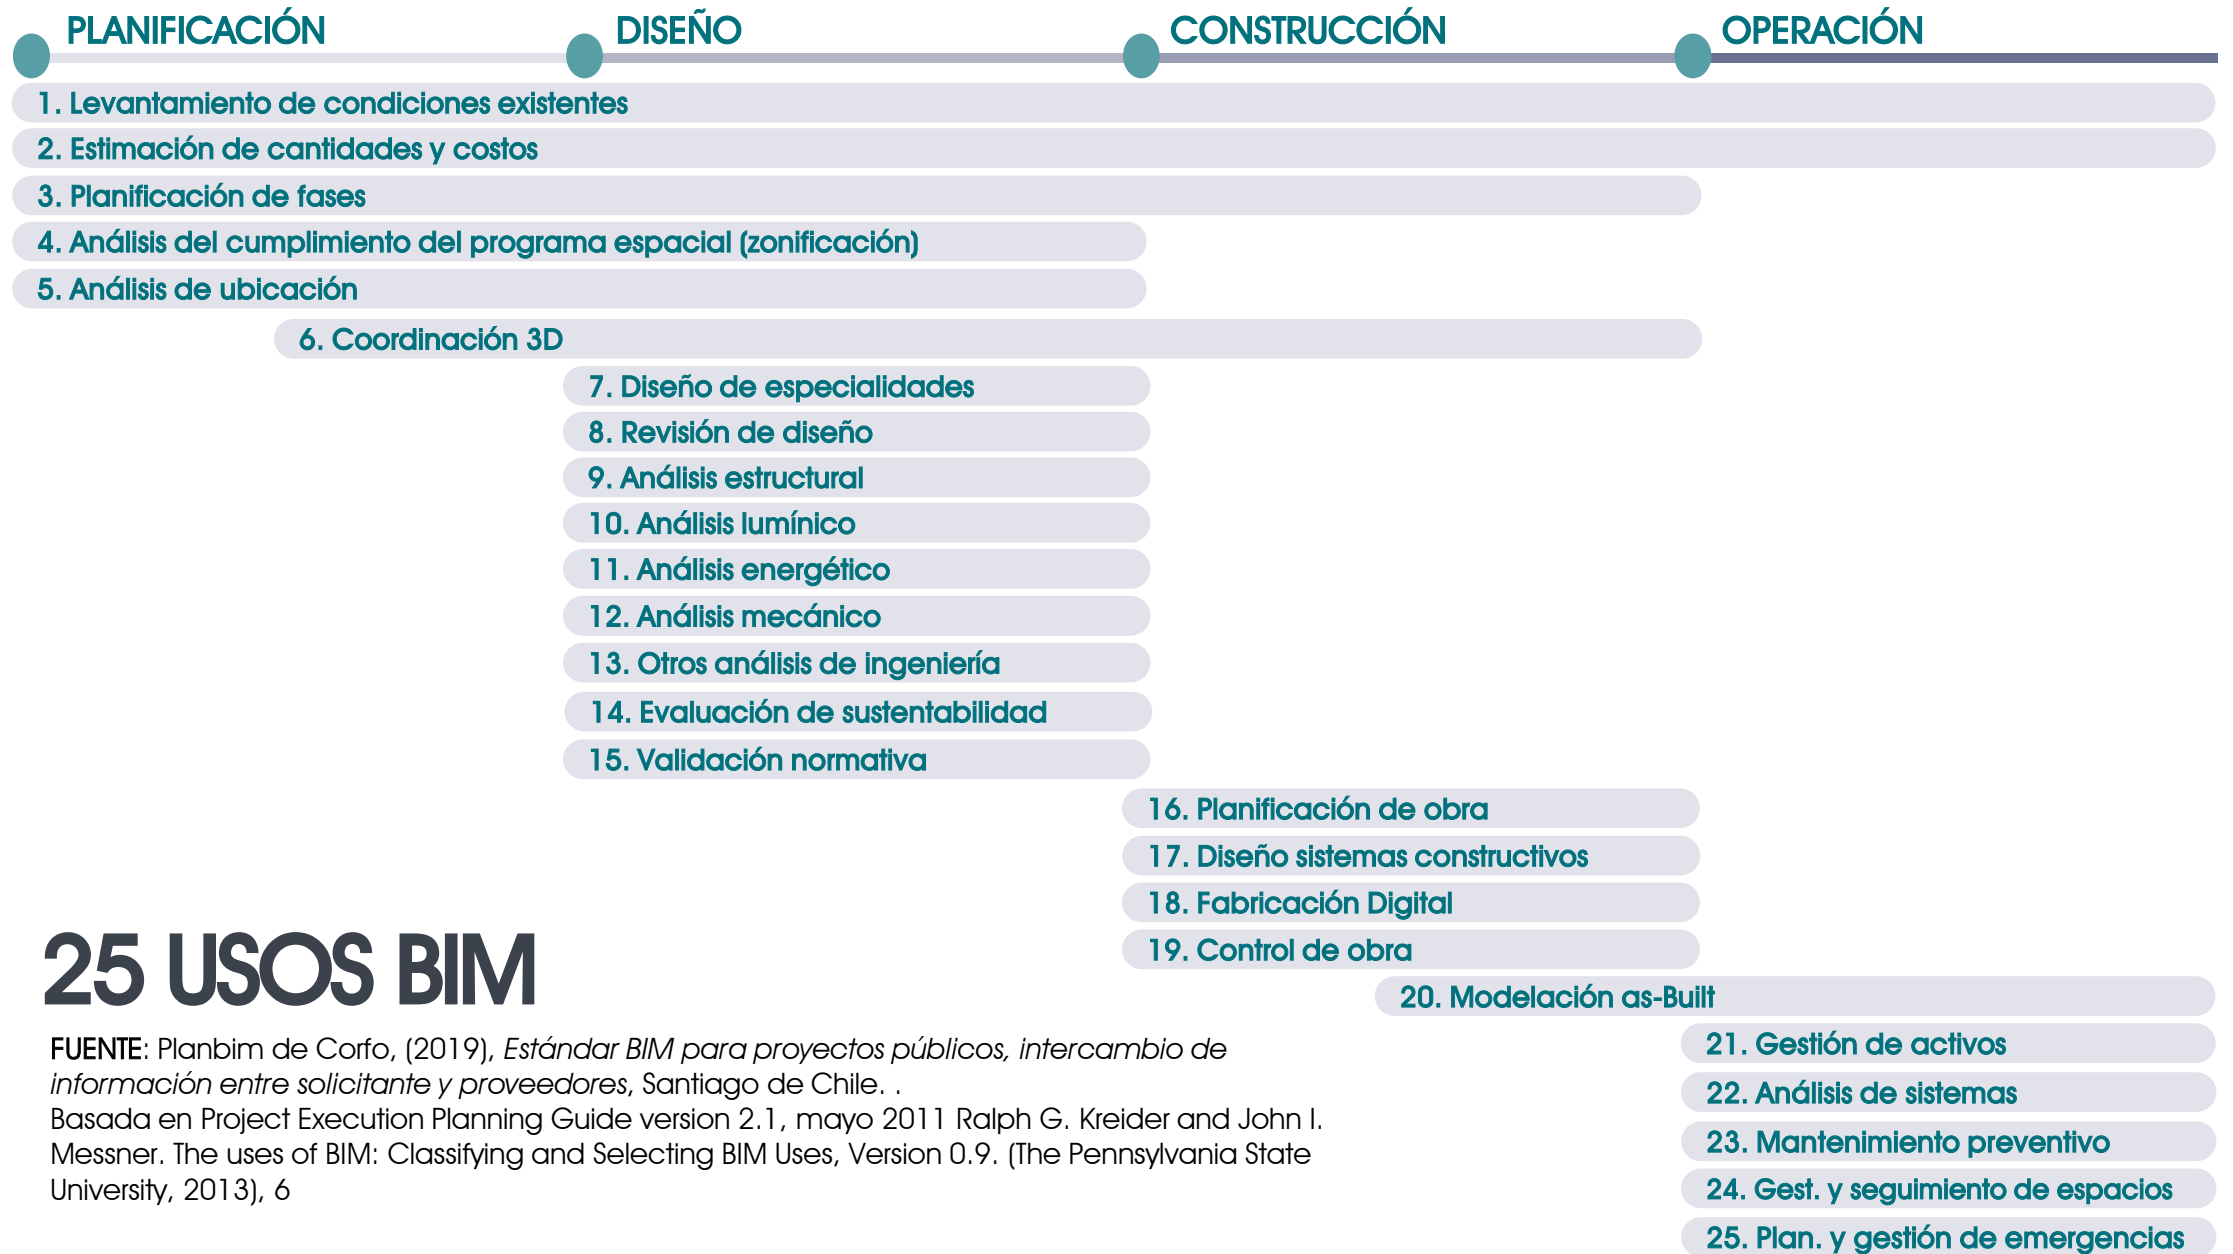 PLANIFICACIÓN
DISEÑO
CONSTRUCCIÓN
OPERACIÓN
1. Levantamiento de condiciones existentes
2. Estimación de cantidades y costos
3. Planificación de fases
4. Análisis del cumplimiento del programa espacial (zonificación)
5. Análisis de ubicación
6. Coordinación 3D
7. Diseño de especialidades
8. Revisión de diseño
9. Análisis estructural
10. Análisis lumínico
11. Análisis energético
12. Análisis mecánico
13. Otros análisis de ingeniería
14. Evaluación de sustentabilidad
15. Validación normativa
16. Planificación de obra
17. Diseño sistemas constructivos
18. Fabricación Digital
19. Control de obra
20. Modelación as-Built
21. Gestión de activos
22. Análisis de sistemas
23. Mantenimiento preventivo
24. Gest. y seguimiento de espacios
25. Plan. y gestión de emergencias
25 USOS BIM
FUENTE: Planbim de Corfo, (2019), Estándar BIM para proyectos públicos, intercambio de
información entre solicitante y proveedores, Santiago de Chile. .
Basada en Project Execution Planning Guide version 2.1, mayo 2011 Ralph G. Kreider and John I.
Messner. The uses of BIM: Classifying and Selecting BIM Uses, Version 0.9. (The Pennsylvania State
University, 2013), 6